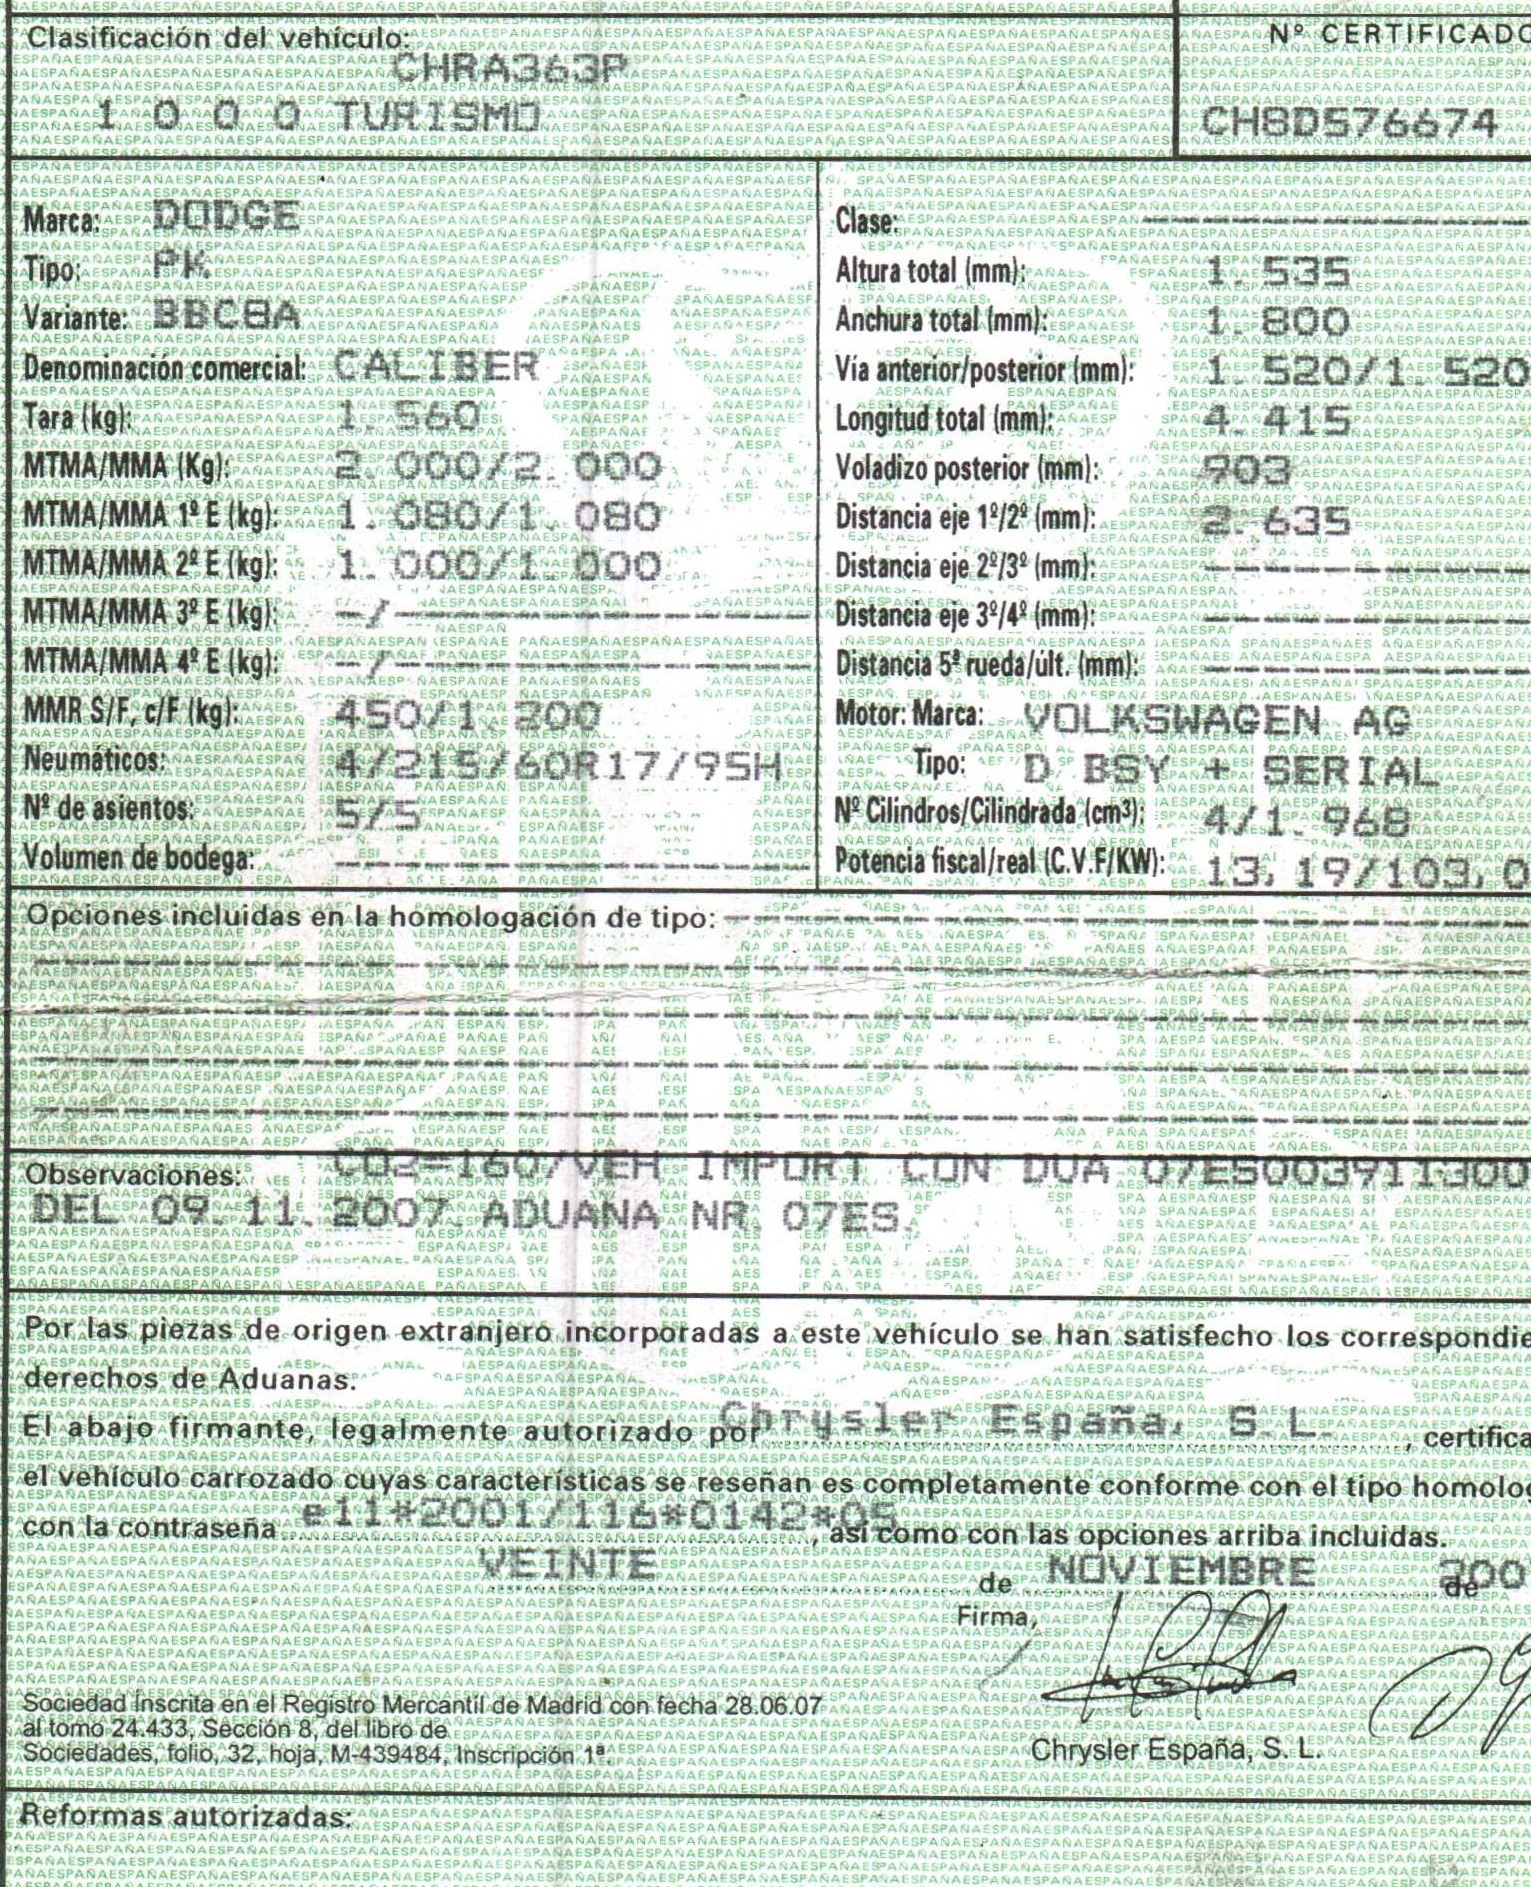 Clasificación del vehículo:
CHRA363P
1 0 0 0 TURISMO
Nº CERTIFICADO
CH8D576674
Marca: DODGE
Tipo: PK
Variante: BBC8A
Denominación comercial: CALIBER
Tara (kg): 1. 560
MTMA/MMA (Kg): 2. 000/2. 000
MTMA/MMA 1º E (kg): 1. 080/1. 080
MTMA/MMA 2º E (kg): 1. 000/1. 000
MTMA/MMA 3º E (kg): -/-
MTMA/MMA 4º E (kg): -/-
MMR S/F, c/F (kg): 450/1. 200
Neumáticos: 4/215/60R17/95H
Nº de asientos: 5/5
Volumen de bodega:
Clase:
Altura total (mm): 1. 535
Anchura total (mm): 1. 800
Vía anterior/posterior (mm): 1. 520/1. 520
Longitud total (mm): 4. 415
Voladizo posterior (mm): 903
Distancia eje 1º/2º (mm): 2. 635
Distancia eje 2º/3º (mm):
Distancia eje 3º/4º (mm):
Distancia 5ª rueda/últ. (mm):
Motor: Marca: VOLKSWAGEN AG
Tipo: D BSY + SERIAL
Nº Cilindros/Cilindrada (cm³): 4/1. 968
Potencia fiscal/real (C.V.F/KW): 13, 19/103, 0
Opciones incluidas en la homologación de tipo:
Observaciones: CO2=160/VEH IMPORT CON DUA 07ES003911300
DEL 09. 11. 2007. ADUANA NR. 07ES.
Por las piezas de origen extranjero incorporadas a este vehículo se han satisfecho los correspondie
derechos de Aduanas.
El abajo firmante, legalmente autorizado por Chrysler España, S. L. , certifica
el vehículo carrozado cuyas características se reseñan es completamente conforme con el tipo homolog
con la contraseña e11*2001/116*0142*05, así como con las opciones arriba incluidas.
VEINTE de NOVIEMBRE de 200
Firma,
Sociedad Inscrita en el Registro Mercantil de Madrid con fecha 28.06.07
al tomo 24.433, Sección 8, del libro de
Sociedades, folio, 32, hoja, M-439484, Inscripción 1ª.
Chrysler España, S. L.
Reformas autorizadas: